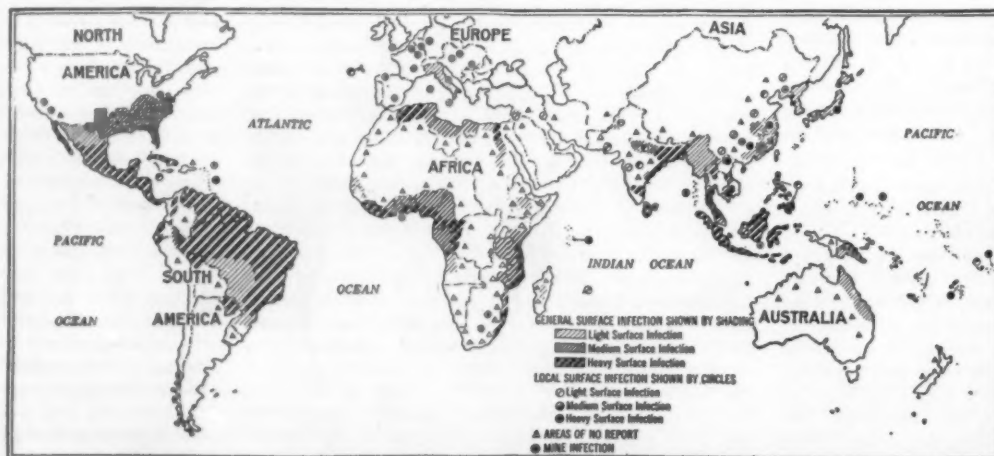 NORTH
AMERICA
EUROPE
ASIA
ATLANTIC
PACIFIC
AFRICA
OCEAN
PACIFIC
SOUTH
INDIAN OCEAN
OCEAN
AMERICA
OCEAN
AUSTRALIA
GENERAL SURFACE INFECTION SHOWN BY SHADING
Light Surface Infection
Medium Surface Infection
Heavy Surface Infection
LOCAL SURFACE INFECTION SHOWN BY CIRCLES
Light Surface Infection
Medium Surface Infection
Heavy Surface Infection
AREAS OF NO REPORT
MINE INFECTION